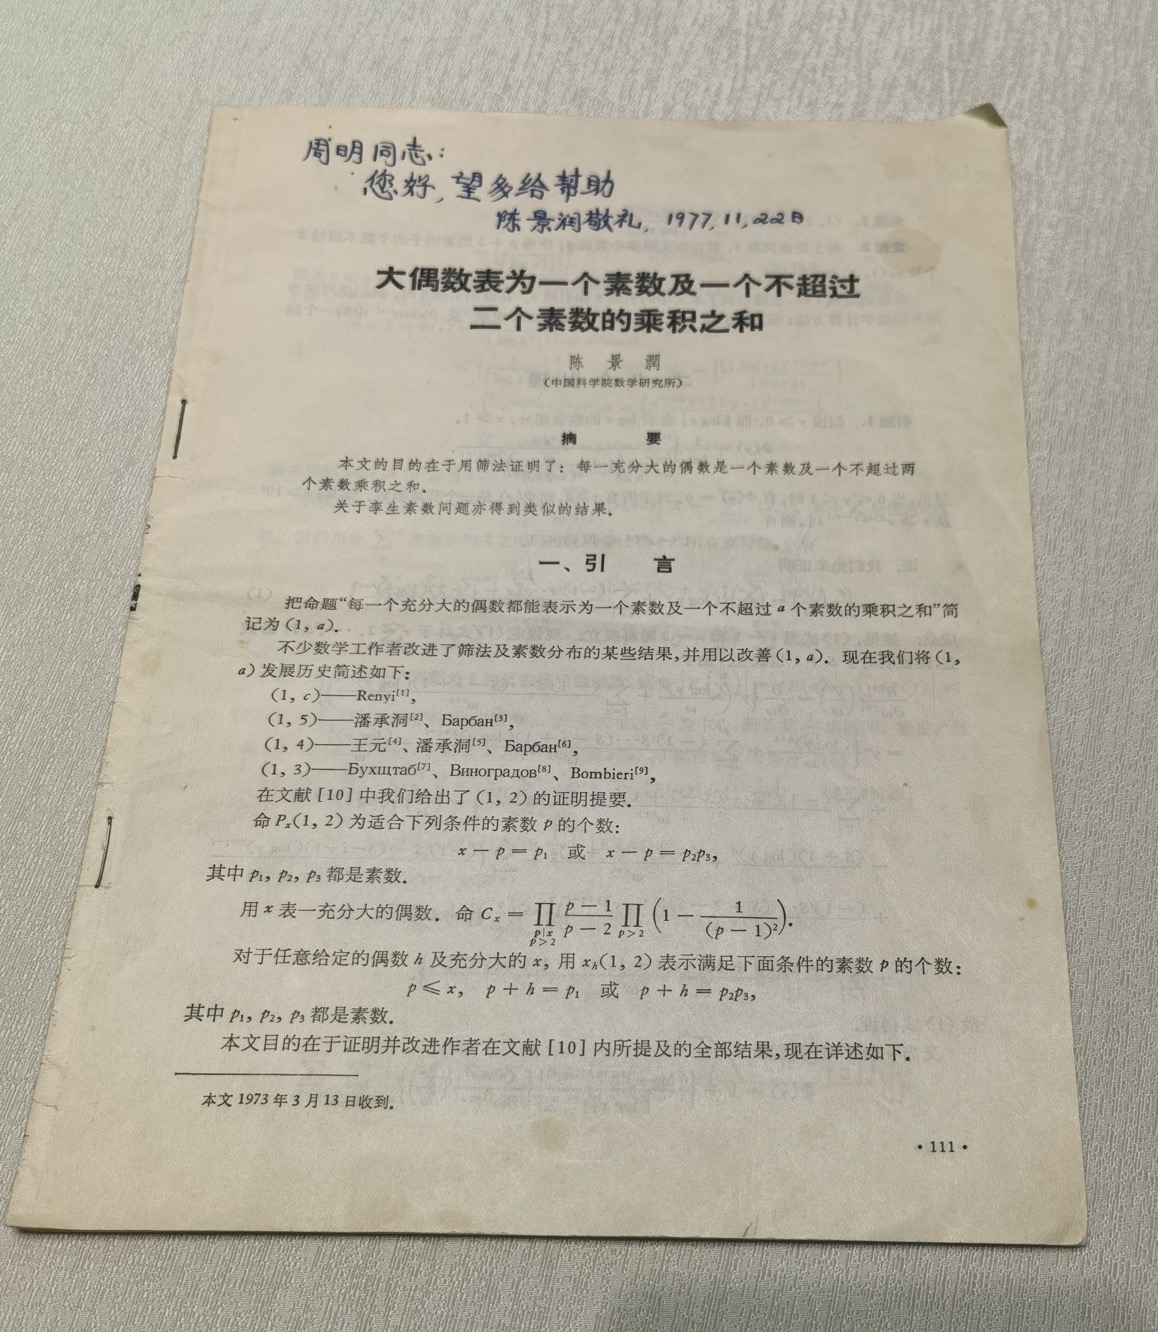 周明同志:
您好,望多给帮助
陈景润敬礼, 1977,11,22日
大偶数表为一个素数及一个不超过
二个素数的乘积之和
陈 景 潤
(中国科学院数学研究所)
摘 要
本文的目的在于用筛法证明了: 每一充分大的偶数是一个素数及一个不超过两
个素数乘积之和.
关于孪生素数问题亦得到类似的结果.
一、引 言
把命题“每一个充分大的偶数都能表示为一个素数及一个不超过 a 个素数的乘积之和”简
记为 (1, a).
不少数学工作者改进了筛法及素数分布的某些结果,并用以改善 (1, a). 现在我们将 (1,
a) 发展历史简述如下:
(1, c)——Renyi[1],
(1, 5)——潘承洞[2]、Барбан[3],
(1, 4)——王元[4]、潘承洞[5]、Барбан[6],
(1, 3)——Бухщтаб[7]、Виноградов[8]、Bombieri[9],
在文献 [10] 中我们给出了 (1, 2) 的证明提要.
命 Px(1, 2) 为适合下列条件的素数 p 的个数:
x − p = p₁ 或 x − p = p₂p₃,
其中 p₁, p₂, p₃ 都是素数.
用 x 表一充分大的偶数. 命 Cₓ = ∏_{p|x, p>2} (p − 1)/(p − 2) ∏_{p>2} (1 − 1/(p − 1)²).
对于任意给定的偶数 h 及充分大的 x, 用 xₕ(1, 2) 表示满足下面条件的素数 p 的个数:
p ≤ x, p + h = p₁ 或 p + h = p₂p₃,
其中 p₁, p₂, p₃ 都是素数.
本文目的在于证明并改进作者在文献 [10] 内所提及的全部结果,现在详述如下.
本文 1973 年 3 月 13 日收到.
• 111 •